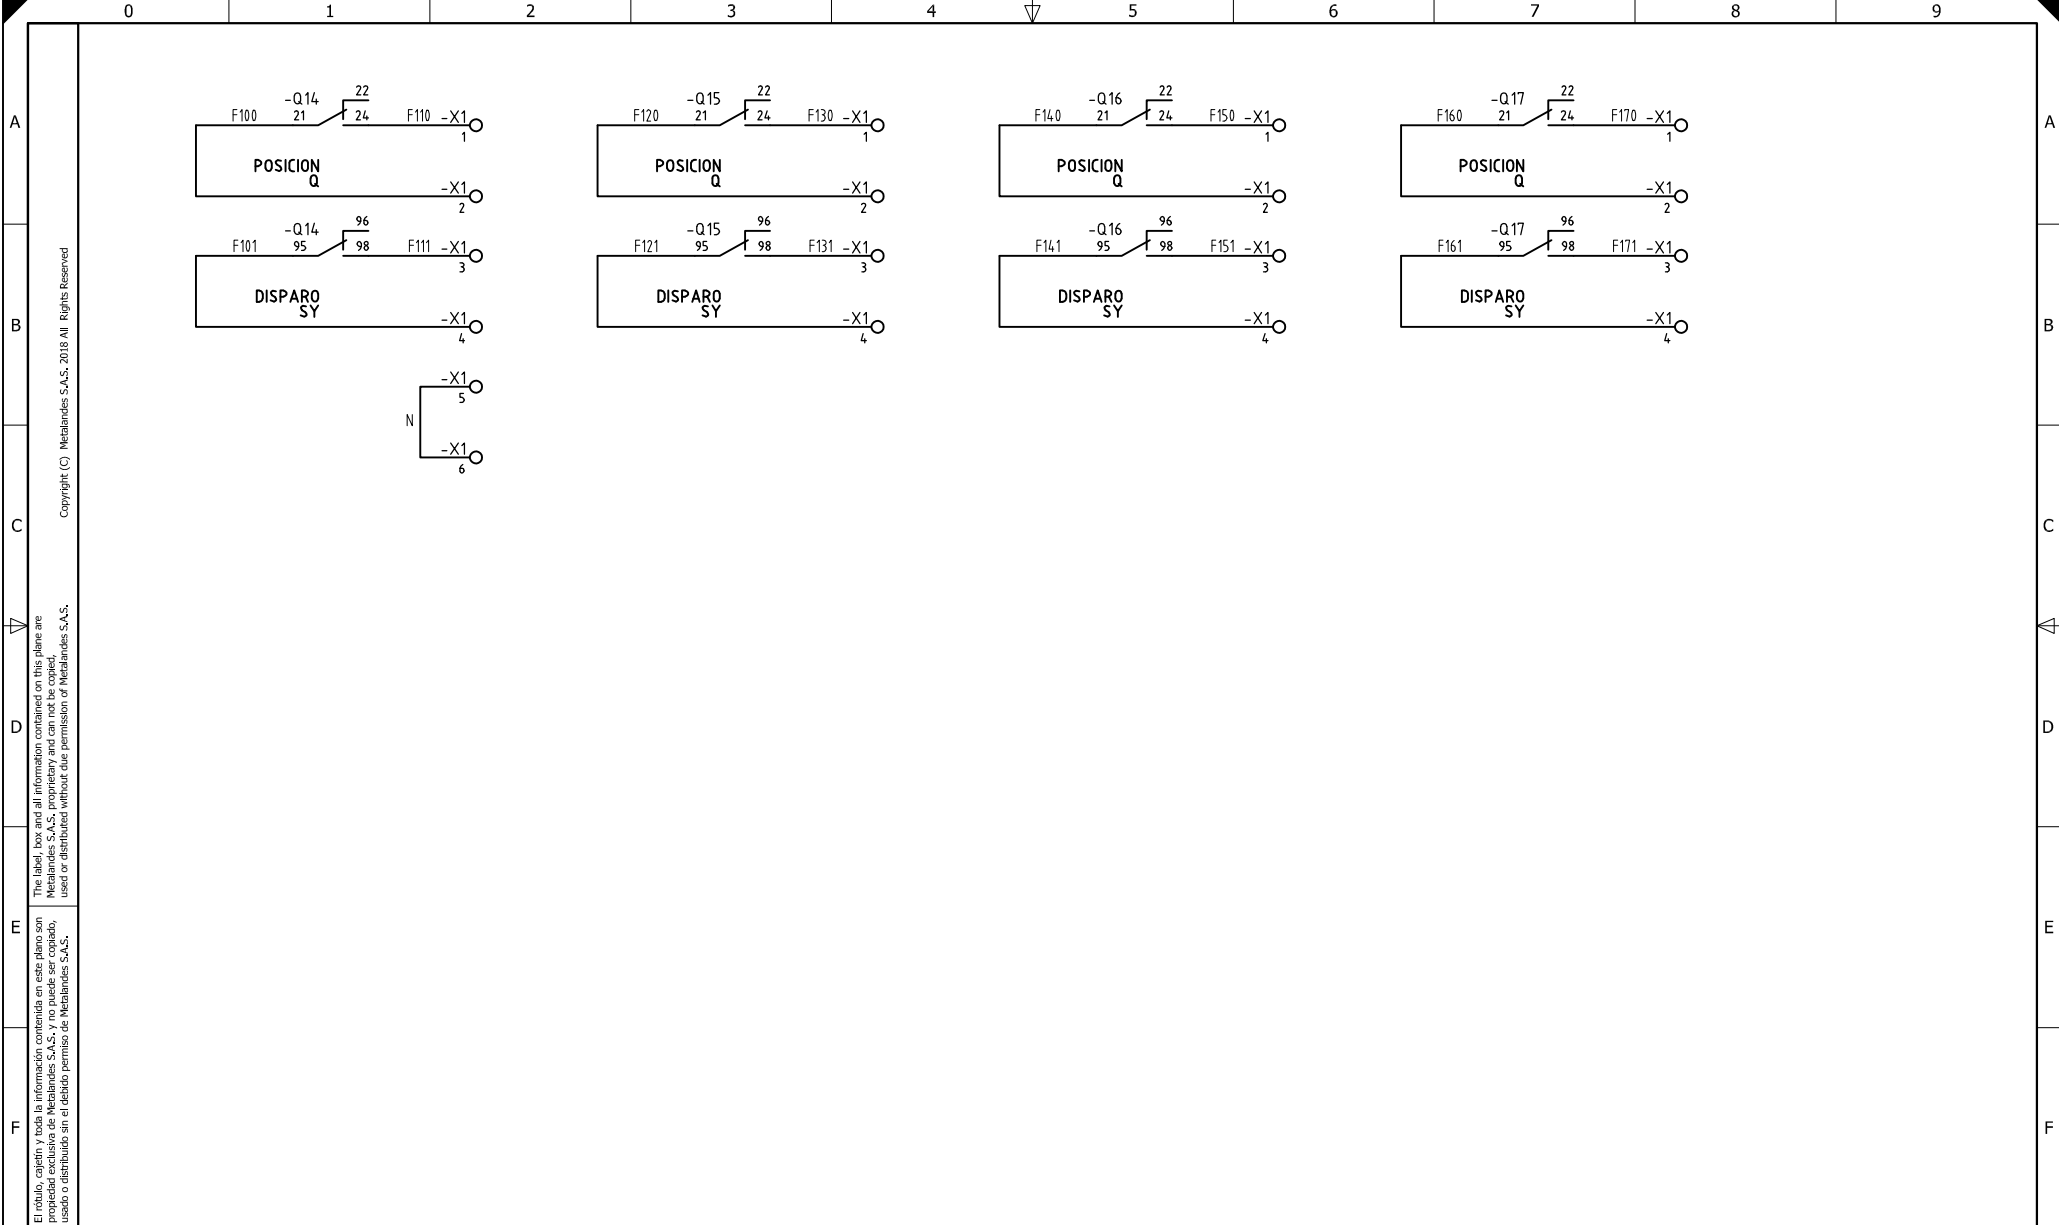 0 1 2 3 4 5 6 7 8 9
A A
-Q14 22
F100 21 24 F110 -X1
1
POSICION
Q
-X1
2
-Q14 96
F101 95 98 F111 -X1
3
DISPARO
SY
-X1
4
-X1
5
N
-X1
6
-Q15 22
F120 21 24 F130 -X1
1
POSICION
Q
-X1
2
-Q15 96
F121 95 98 F131 -X1
3
DISPARO
SY
-X1
4
-Q16 22
F140 21 24 F150 -X1
1
POSICION
Q
-X1
2
-Q16 96
F141 95 98 F151 -X1
3
DISPARO
SY
-X1
4
-Q17 22
F160 21 24 F170 -X1
1
POSICION
Q
-X1
2
-Q17 96
F161 95 98 F171 -X1
3
DISPARO
SY
-X1
4
B B
C C
D D
E E
F F
Copyright (C) Metalandes S.A.S. 2018 All Rights Reserved
The label, box and all information contained on this plane are
Metalandes S.A.S. proprietary and can not be copied,
used or distributed without due permission of Metalandes S.A.S.
El rótulo, cajetín y toda la información contenida en este plano son
propiedad exclusiva de Metalandes S.A.S. y no puede ser copiado,
usado o distribuido sin el debido permiso de Metalandes S.A.S.